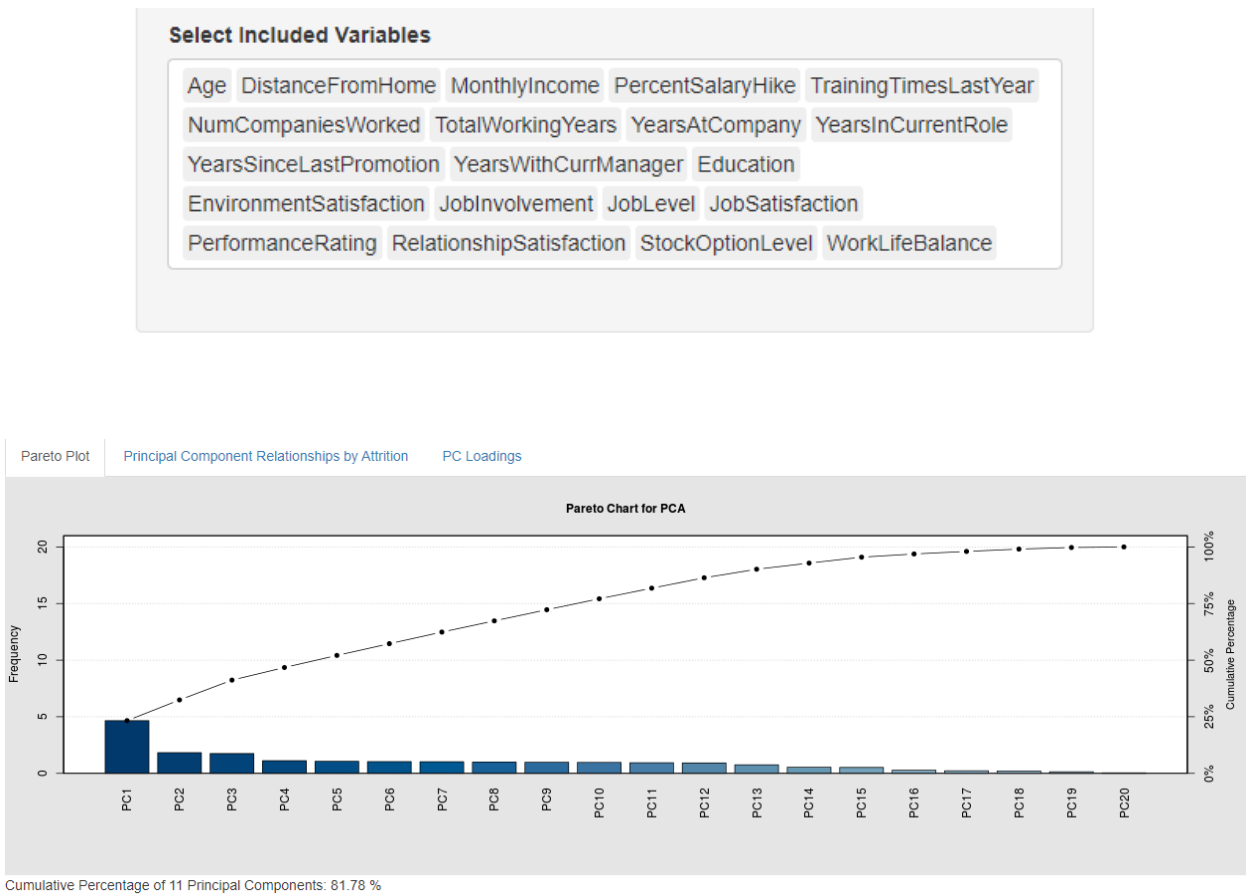 Select Included Variables
Age DistanceFromHome MonthlyIncome PercentSalaryHike TrainingTimesLastYear
NumCompaniesWorked TotalWorkingYears YearsAtCompany YearsInCurrentRole
YearsSinceLastPromotion YearsWithCurrManager Education
EnvironmentSatisfaction JobInvolvement JobLevel JobSatisfaction
PerformanceRating RelationshipSatisfaction StockOptionLevel WorkLifeBalance
Pareto Plot Principal Component Relationships by Attrition PC Loadings
Pareto Chart for PCA
Frequency
20
15
10
5
0
100%
75%
50%
25%
0%
Cumulative Percentage
PC1 PC2 PC3 PC4 PC5 PC6 PC7 PC8 PC9 PC10 PC11 PC12 PC13 PC14 PC15 PC16 PC17 PC18 PC19 PC20
Cumulative Percentage of 11 Principal Components: 81.78 %